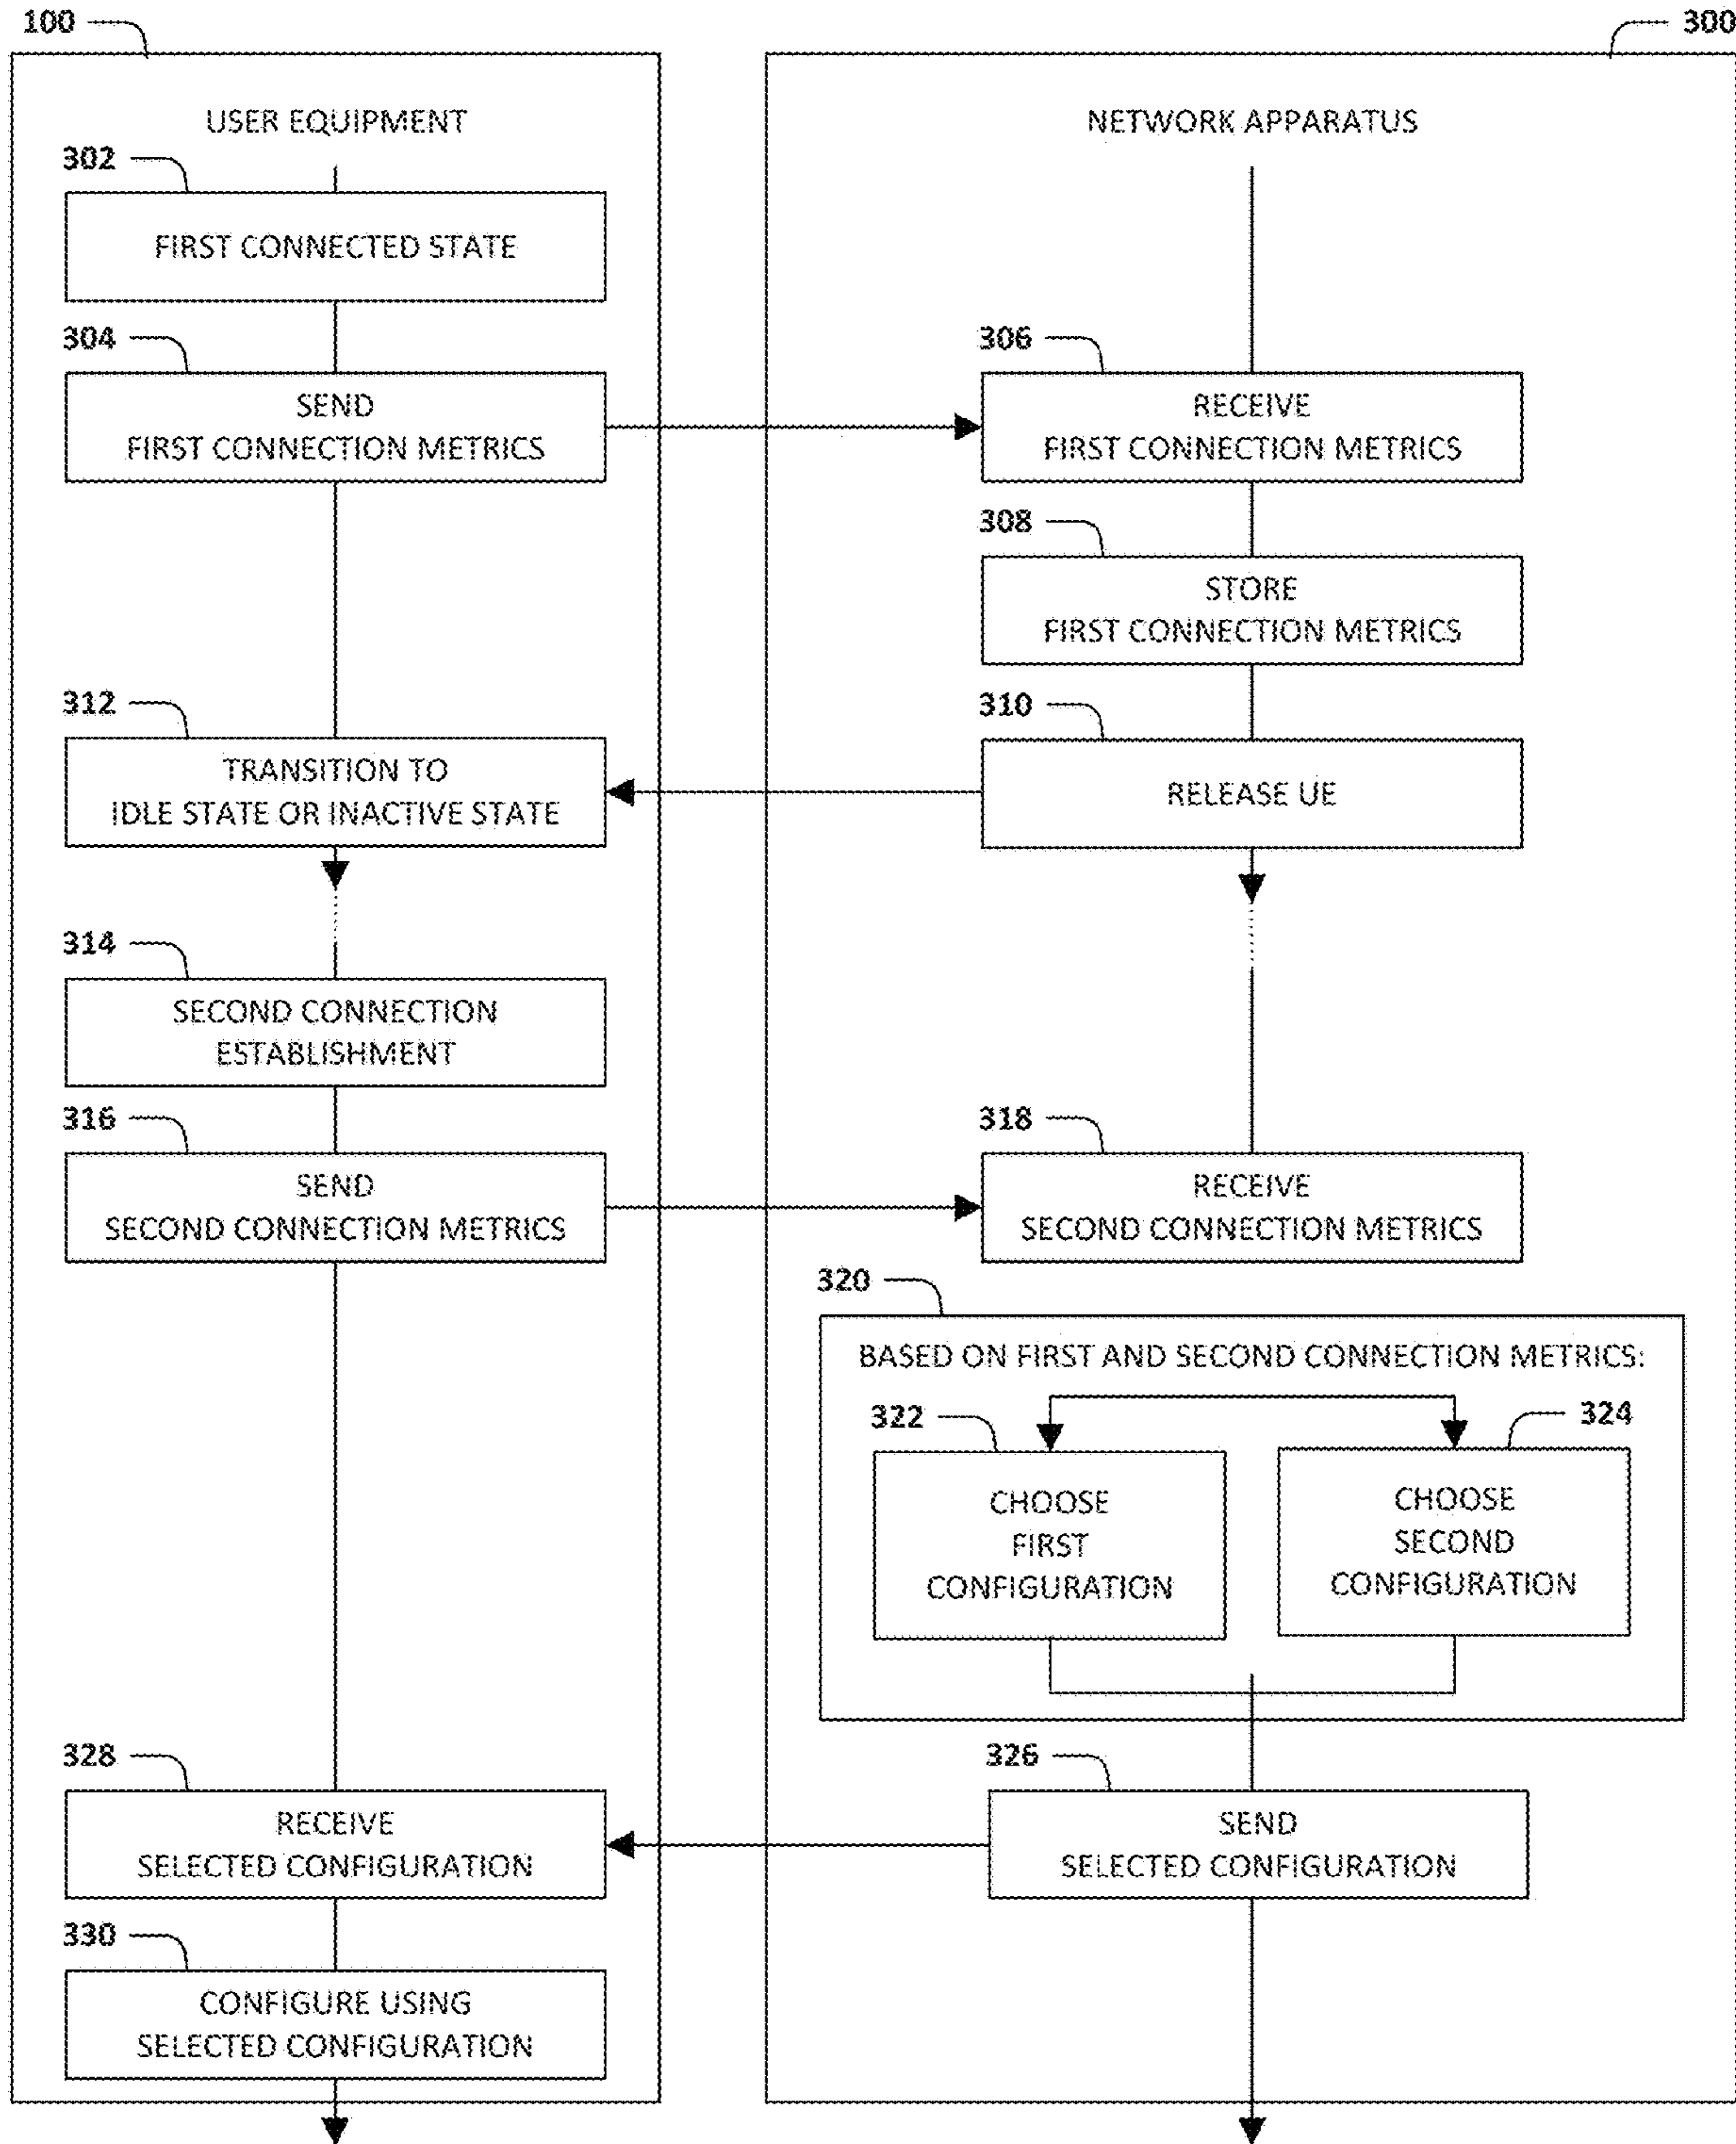 100
300
USER EQUIPMENT
NETWORK APPARATUS
302
FIRST CONNECTED STATE
304
SEND
FIRST CONNECTION METRICS
306
RECEIVE
FIRST CONNECTION METRICS
308
STORE
FIRST CONNECTION METRICS
310
RELEASE UE
312
TRANSITION TO
IDLE STATE OR INACTIVE STATE
314
SECOND CONNECTION
ESTABLISHMENT
316
SEND
SECOND CONNECTION METRICS
318
RECEIVE
SECOND CONNECTION METRICS
320
BASED ON FIRST AND SECOND CONNECTION METRICS:
322
CHOOSE
FIRST
CONFIGURATION
324
CHOOSE
SECOND
CONFIGURATION
326
SEND
SELECTED CONFIGURATION
328
RECEIVE
SELECTED CONFIGURATION
330
CONFIGURE USING
SELECTED CONFIGURATION